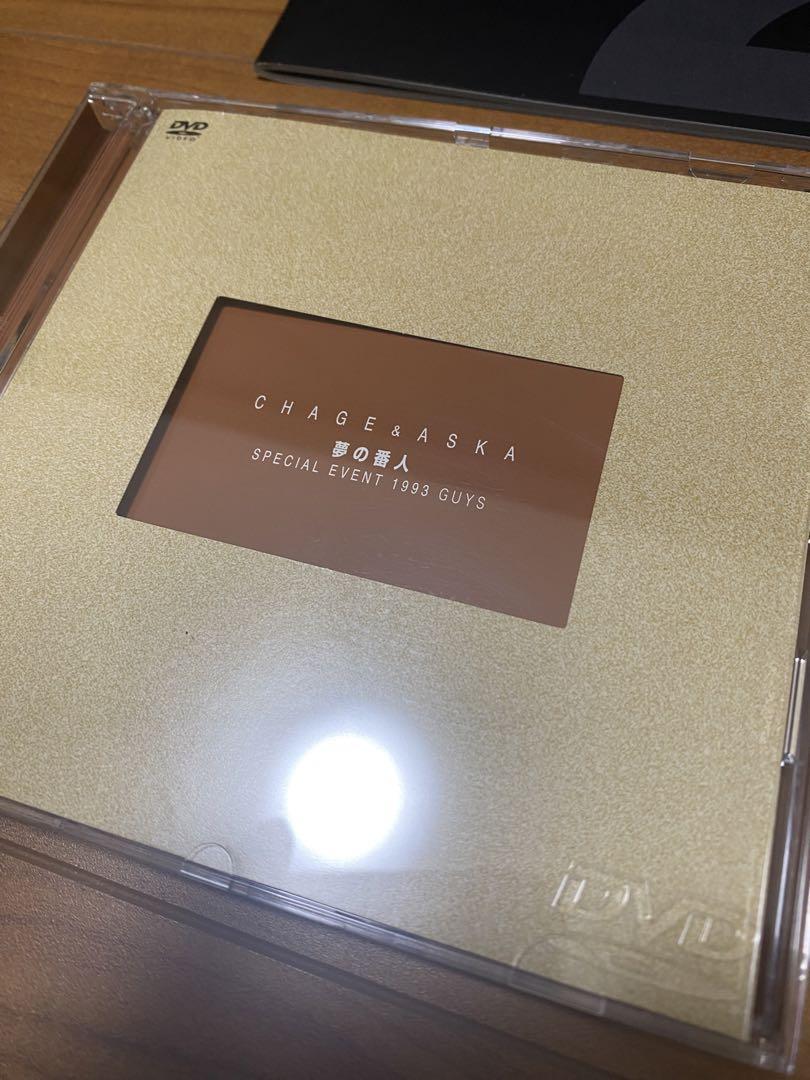 DVD
VIDEO
CHAGE & ASKA
夢の番人
SPECIAL EVENT 1993 GUYS
DVD